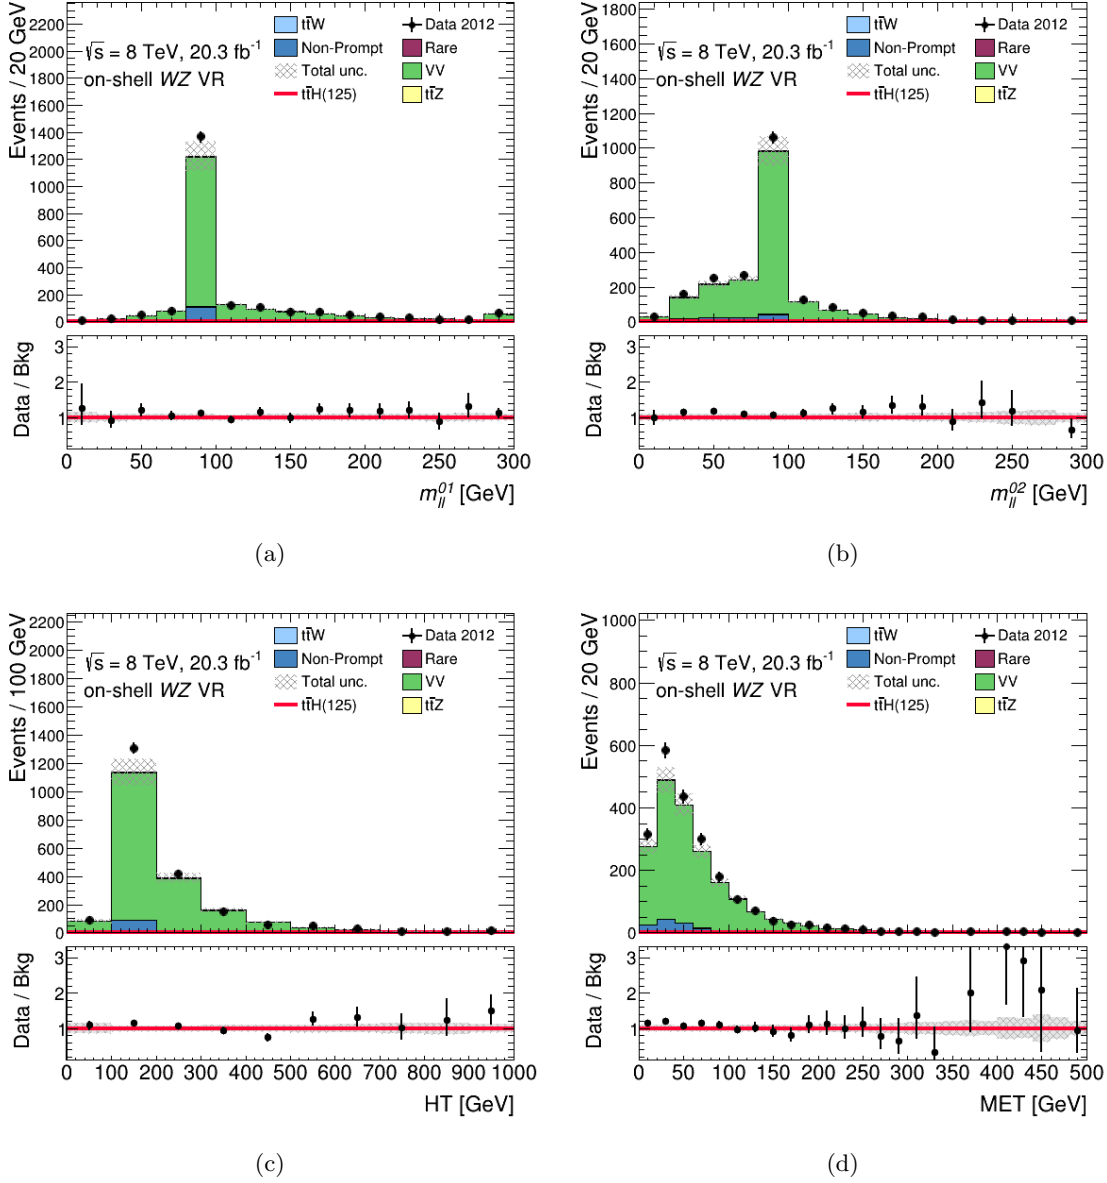 Events / 20 GeV
2200
2000
1800
1600
1400
1200
1000
800
600
400
200
0
√s = 8 TeV, 20.3 fb⁻¹
on-shell WZ VR
tt̄W
Non-Prompt
Total unc.
tt̄H(125)
Data 2012
Rare
VV
tt̄Z
Data / Bkg
3
2
1
0 50 100 150 200 250 300
m_ll^01 [GeV]
(a)
Events / 20 GeV
1800
1600
1400
1200
1000
800
600
400
200
0
√s = 8 TeV, 20.3 fb⁻¹
on-shell WZ VR
tt̄W
Non-Prompt
Total unc.
tt̄H(125)
Data 2012
Rare
VV
tt̄Z
Data / Bkg
3
2
1
0 50 100 150 200 250 300
m_ll^02 [GeV]
(b)
Events / 100 GeV
2200
2000
1800
1600
1400
1200
1000
800
600
400
200
0
√s = 8 TeV, 20.3 fb⁻¹
on-shell WZ VR
tt̄W
Non-Prompt
Total unc.
tt̄H(125)
Data 2012
Rare
VV
tt̄Z
Data / Bkg
3
2
1
0 100 200 300 400 500 600 700 800 900 1000
HT [GeV]
(c)
Events / 20 GeV
1000
800
600
400
200
0
√s = 8 TeV, 20.3 fb⁻¹
on-shell WZ VR
tt̄W
Non-Prompt
Total unc.
tt̄H(125)
Data 2012
Rare
VV
tt̄Z
Data / Bkg
3
2
1
0 50 100 150 200 250 300 350 400 450 500
MET [GeV]
(d)